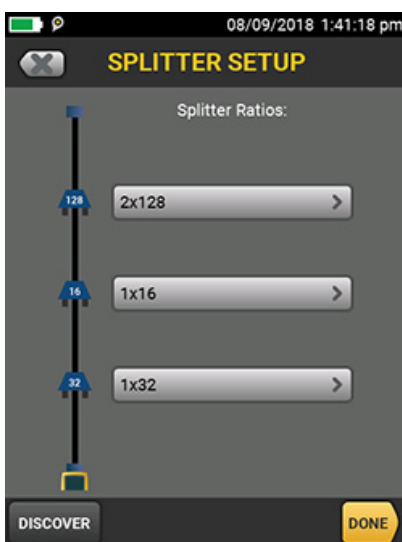 08/09/2018 1:41:18 pm
SPLITTER SETUP
Splitter Ratios:
128
2x128
16
1x16
32
1x32
DISCOVER
DONE